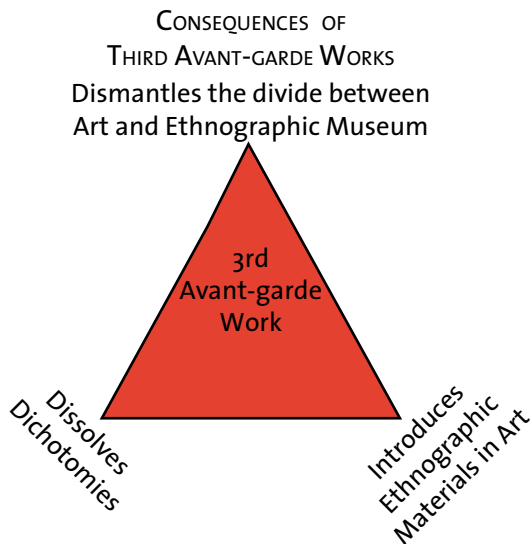 CONSEQUENCES OF
THIRD AVANT-GARDE WORKS
Dismantles the divide between
Art and Ethnographic Museum
3rd
Avant-garde
Work
Dissolves
Dichotomies
Introduces
Ethnographic
Materials in Art